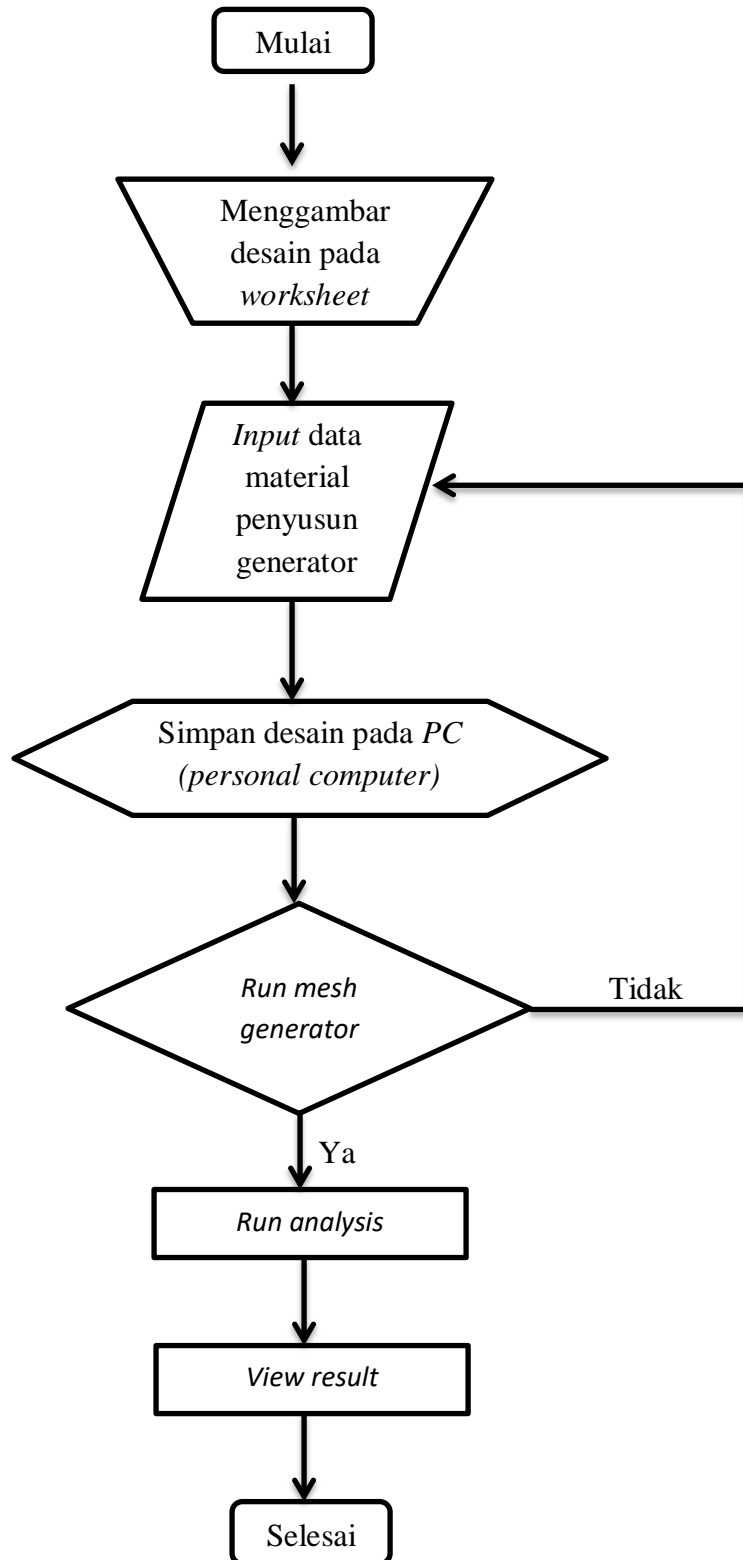 Mulai
Menggambar
desain pada
worksheet
Input data
material
penyusun
generator
Simpan desain pada PC
(personal computer)
Run mesh
generator
Tidak
Ya
Run analysis
View result
Selesai